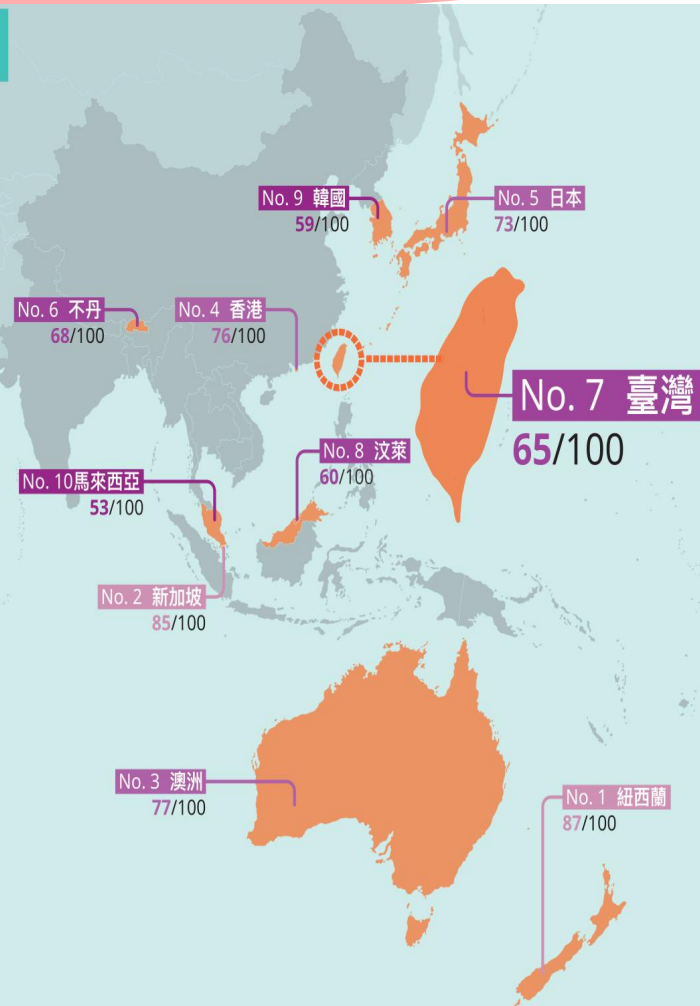 No. 9 韓國
59/100
No. 5 日本
73/100
No. 6 不丹
68/100
No. 4 香港
76/100
No. 7 臺灣
65/100
No. 8 汶萊
60/100
No. 10馬來西亞
53/100
No. 2 新加坡
85/100
No. 3 澳洲
77/100
No. 1 紐西蘭
87/100